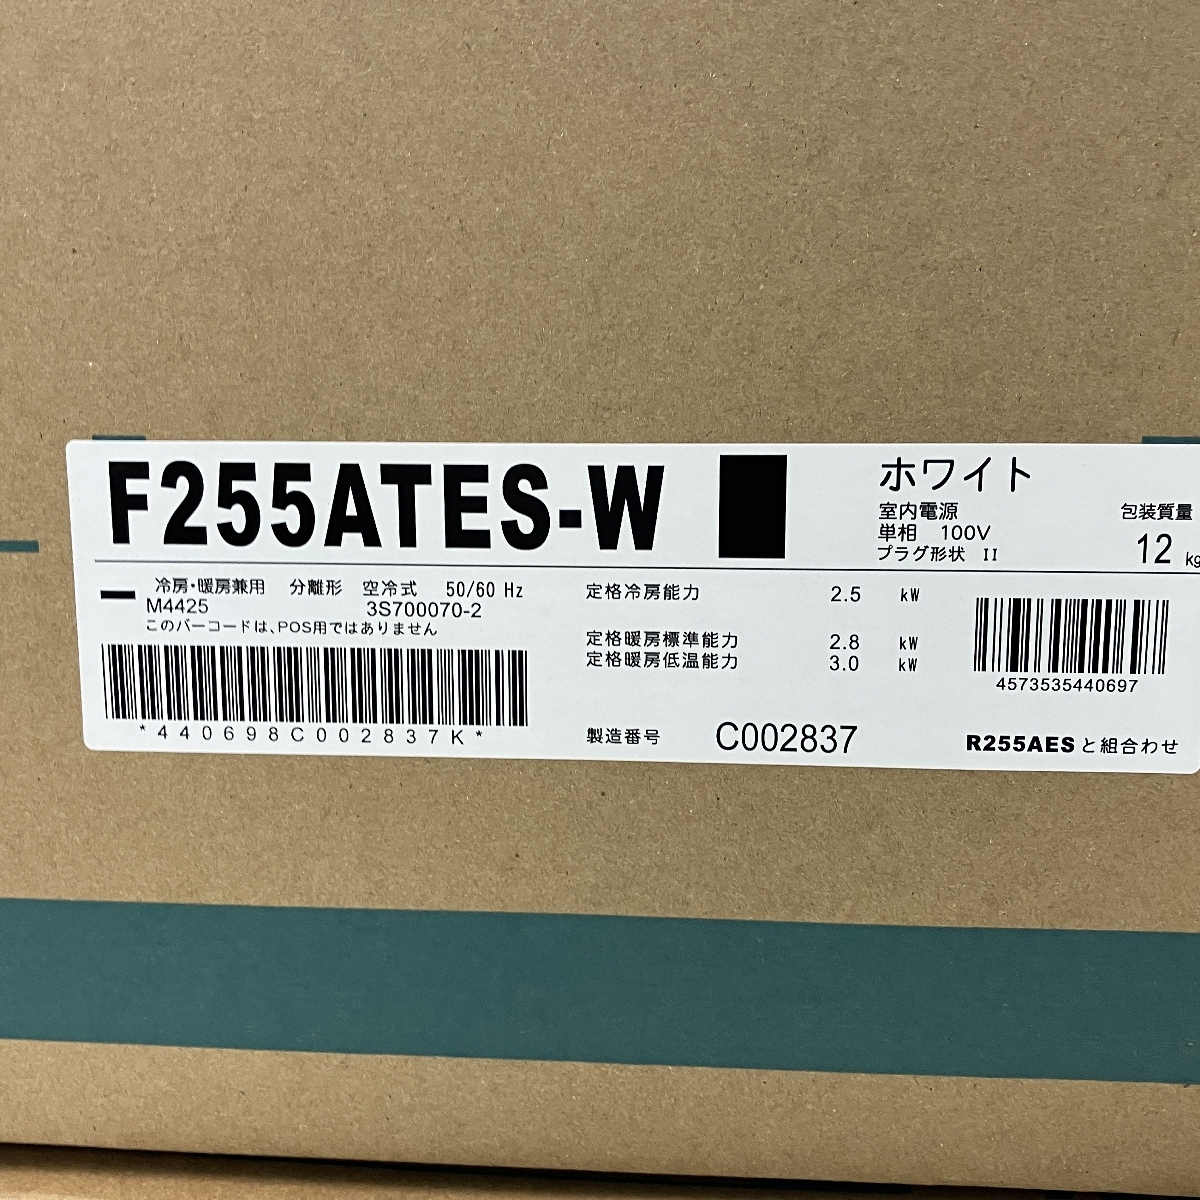 F255ATES-W
ホワイト
室内電源
単相 100V
プラグ形状 II
包装質量
12 kg
冷房・暖房兼用 分離形 空冷式 50/60 Hz
M4425 3S700070-2
このバーコードは、POS用ではありません
*440698C002837K*
定格冷房能力 2.5 kW
定格暖房標準能力 2.8 kW
定格暖房低温能力 3.0 kW
製造番号 C002837
4573535440697
R255AESと組合わせ